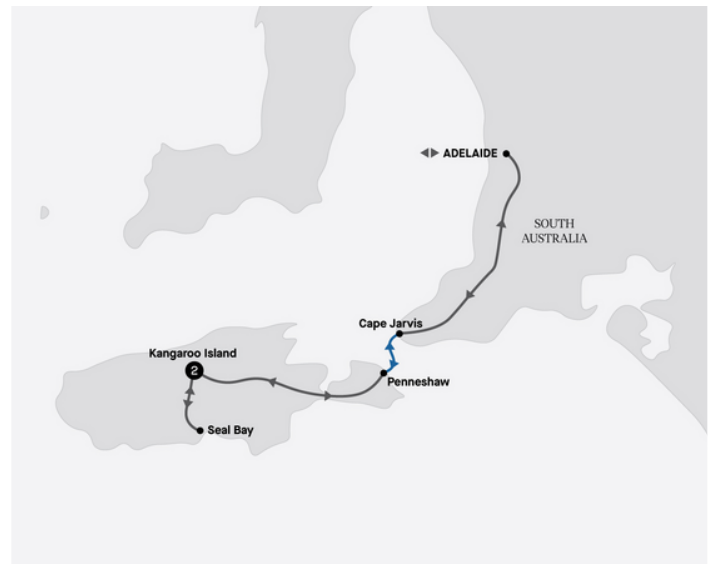 ADELAIDE
SOUTH
AUSTRALIA
Cape Jarvis
Kangaroo Island
2
Penneshaw
Seal Bay